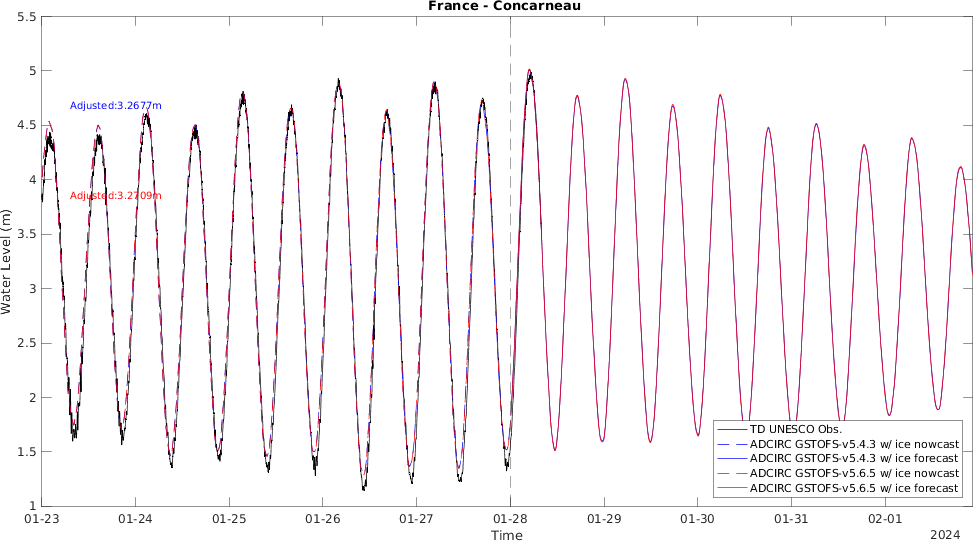 France - Concarneau
5.5
5
4.5
4
3.5
3
2.5
2
1.5
1
Water Level (m)
Adjusted:3.2677m
Adjusted:3.2709m
TD UNESCO Obs.
ADCIRC GSTOFS-v5.4.3 w/ ice nowcast
ADCIRC GSTOFS-v5.4.3 w/ ice forecast
ADCIRC GSTOFS-v5.6.5 w/ ice nowcast
ADCIRC GSTOFS-v5.6.5 w/ ice forecast
01-23 01-24 01-25 01-26 01-27 01-28 01-29 01-30 01-31 02-01
Time
2024